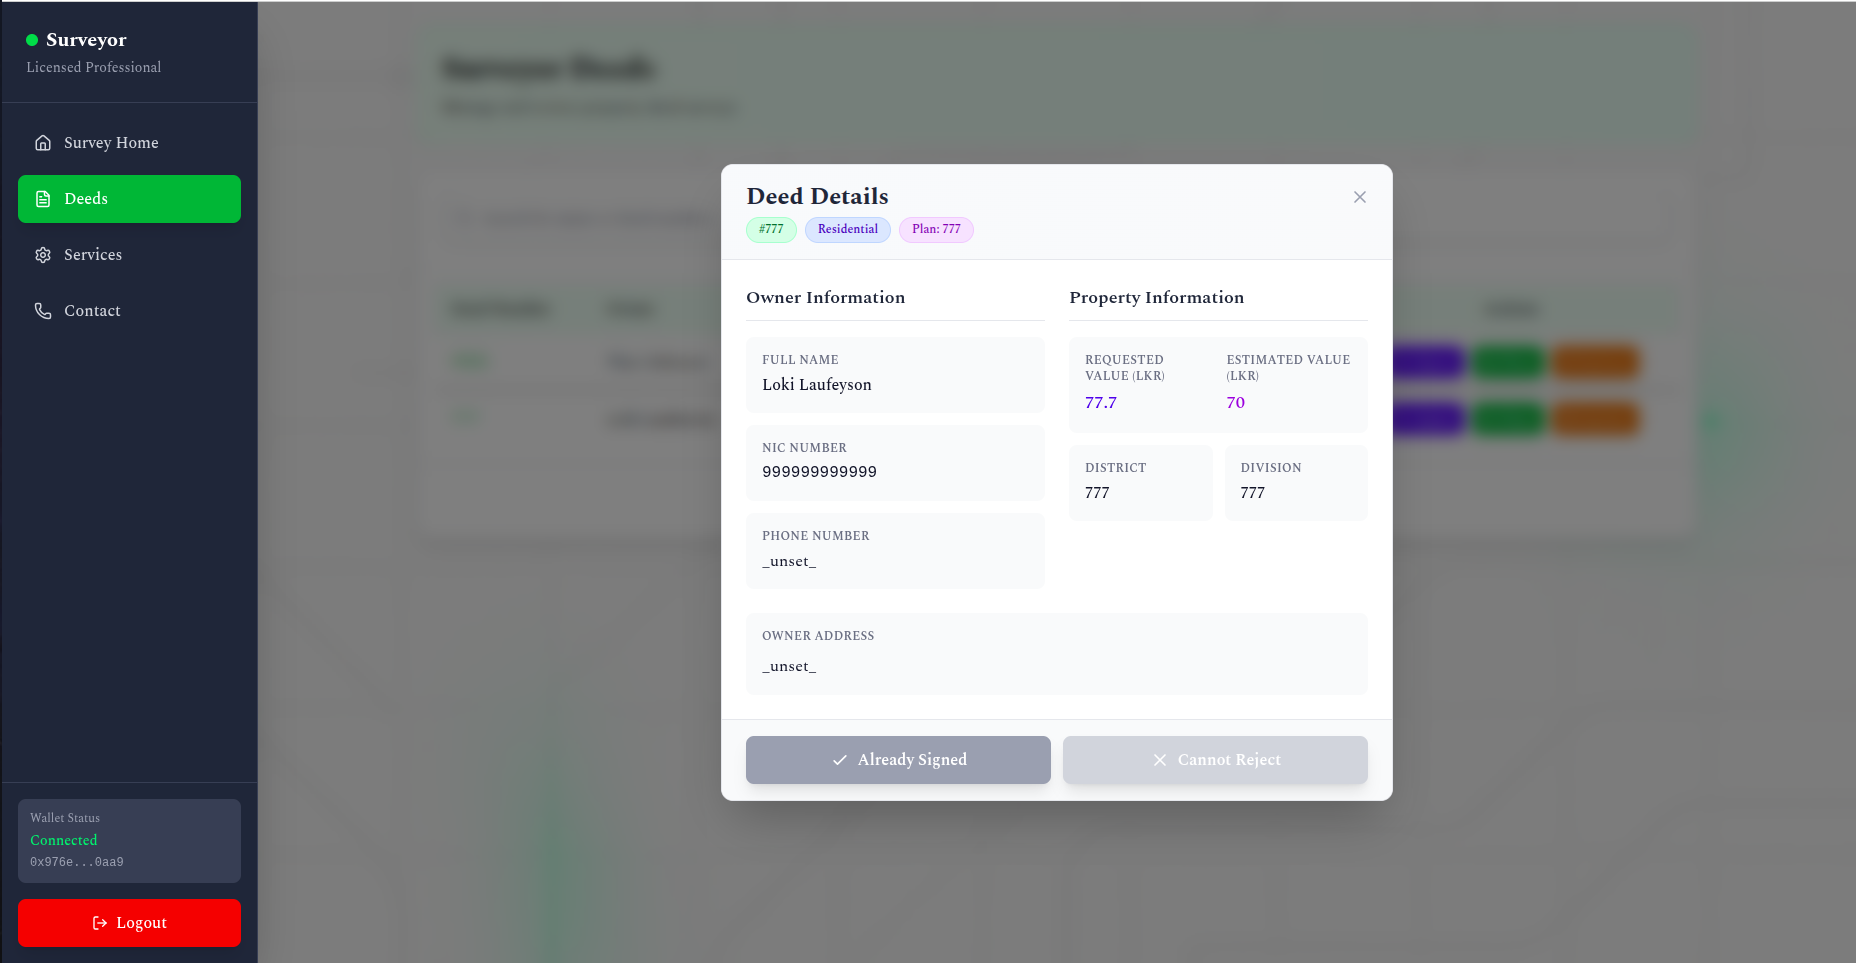 Surveyor
Licensed Professional
Survey Home
Deeds
Services
Contact
Wallet Status
Connected
0x976e...0aa9
Logout
Deed Details
#777
Residential
Plan: 777
Owner Information
FULL NAME
Loki Laufeyson
NIC NUMBER
999999999999
PHONE NUMBER
_unset_
Property Information
REQUESTED
VALUE (LKR)
77.7
ESTIMATED VALUE
(LKR)
70
DISTRICT
777
DIVISION
777
OWNER ADDRESS
_unset_
Already Signed
Cannot Reject